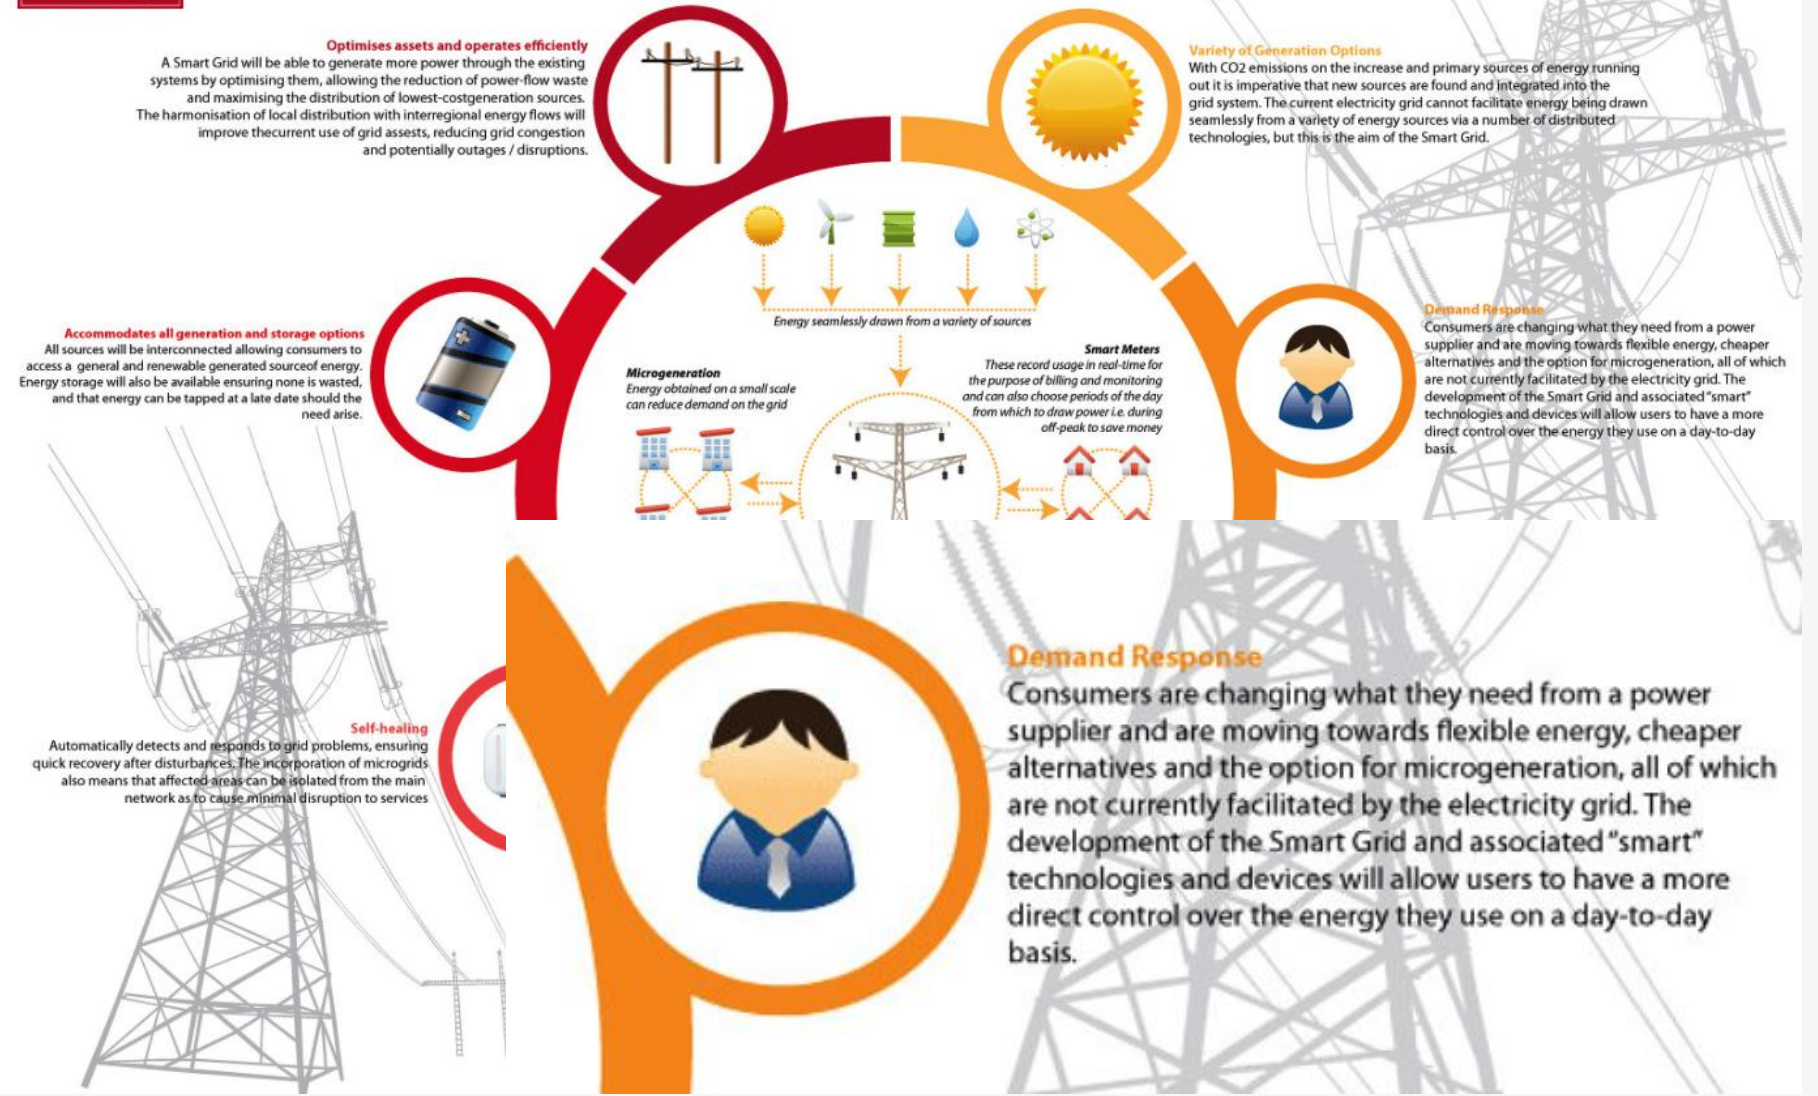 Optimises assets and operates efficiently
A Smart Grid will be able to generate more power through the existing
systems by optimising them, allowing the reduction of power-flow waste
and maximising the distribution of lowest-costgeneration sources.
The harmonisation of local distribution with interregional energy flows will
improve thecurrent use of grid assests, reducing grid congestion
and potentially outages / disruptions.
Variety of Generation Options
With CO2 emissions on the increase and primary sources of energy running
out it is imperative that new sources are found and integrated into the
grid system. The current electricity grid cannot facilitate energy being drawn
seamlessly from a variety of energy sources via a number of distributed
technologies, but this is the aim of the Smart Grid.
Accommodates all generation and storage options
All sources will be interconnected allowing consumers to
access a general and renewable generated sourceof energy.
Energy storage will also be available ensuring none is wasted,
and that energy can be tapped at a late date should the
need arise.
Energy seamlessly drawn from a variety of sources
Microgeneration
Energy obtained on a small scale
can reduce demand on the grid
Smart Meters
These record usage in real-time for
the purpose of billing and monitoring
and can also choose periods of the day
from which to draw power i.e. during
off-peak to save money
Demand Response
Consumers are changing what they need from a power
supplier and are moving towards flexible energy, cheaper
alternatives and the option for microgeneration, all of which
are not currently facilitated by the electricity grid. The
development of the Smart Grid and associated "smart"
technologies and devices will allow users to have a more
direct control over the energy they use on a day-to-day
basis.
Self-healing
Automatically detects and responds to grid problems, ensuring
quick recovery after disturbances. The incorporation of microgrids
also means that affected areas can be isolated from the main
network as to cause minimal disruption to services
Demand Response
Consumers are changing what they need from a power
supplier and are moving towards flexible energy, cheaper
alternatives and the option for microgeneration, all of which
are not currently facilitated by the electricity grid. The
development of the Smart Grid and associated "smart"
technologies and devices will allow users to have a more
direct control over the energy they use on a day-to-day
basis.